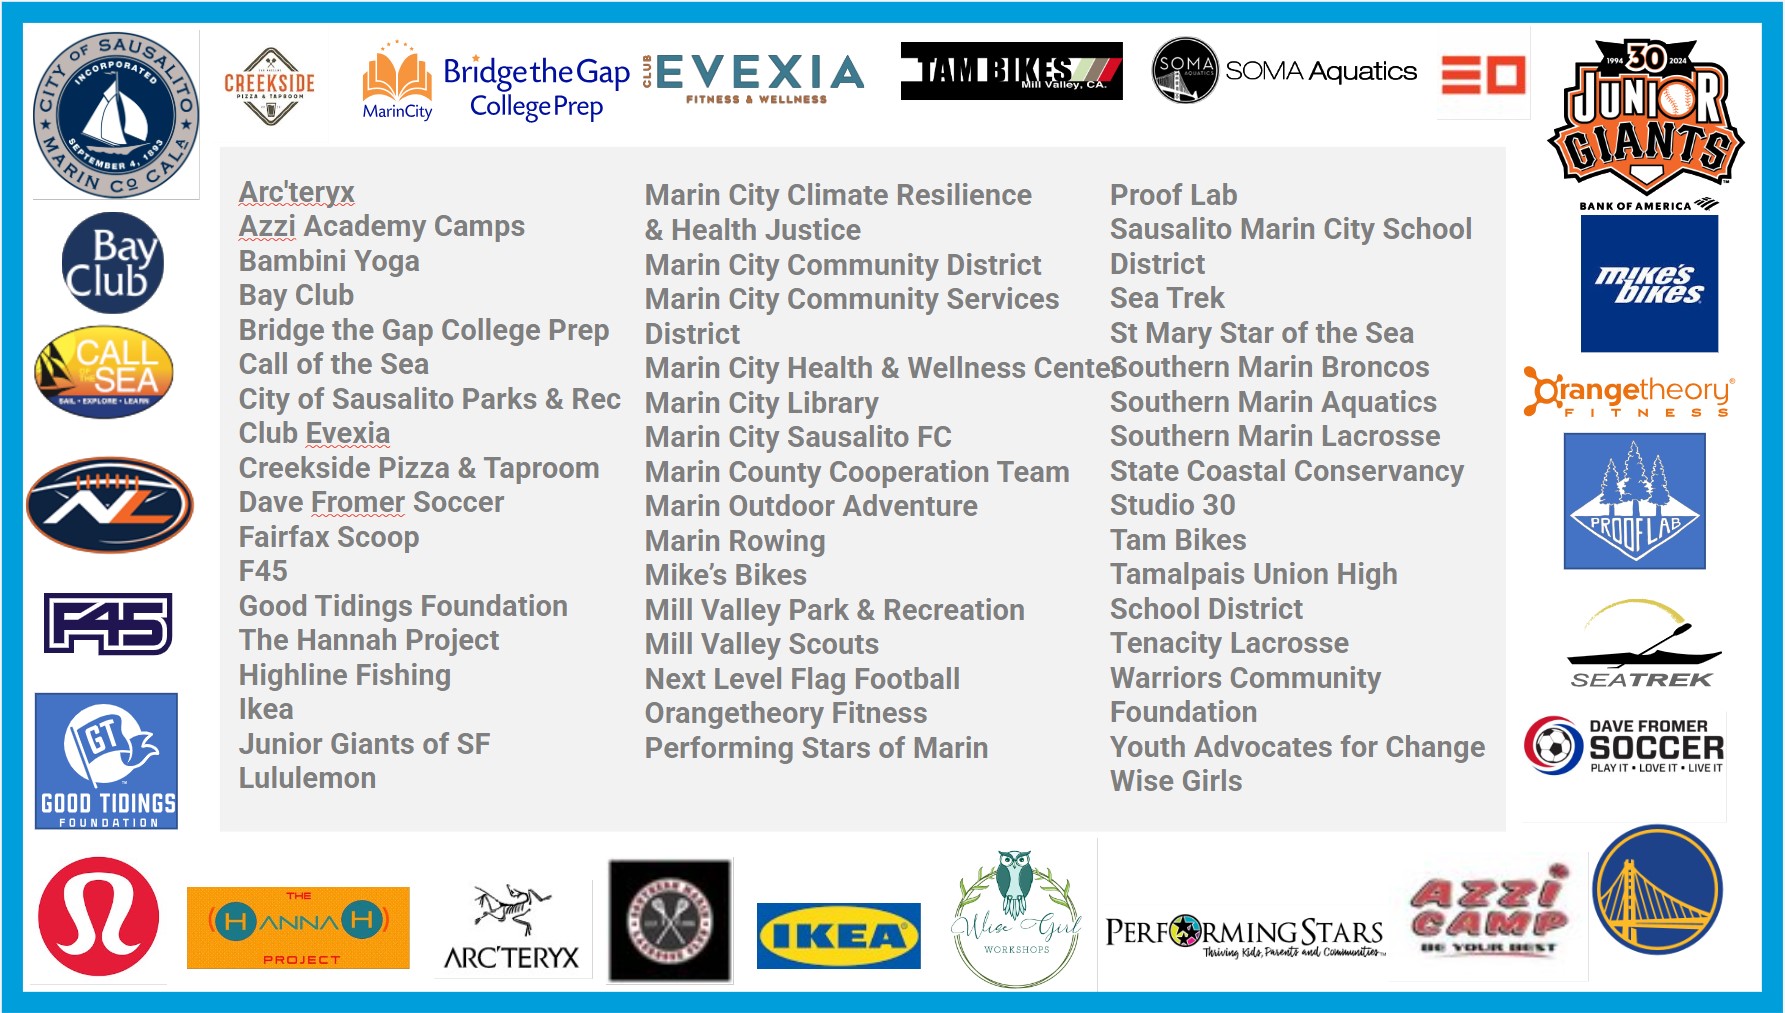 CITY OF SAUSALITO
INCORPORATED
SEPTEMBER 4, 1893
MARIN CO CALA
CREEKSIDE
PIZZA & TAPROOM
MarinCity
Bridge the Gap
College Prep
CLUB
EVEXIA
FITNESS & WELLNESS
TAM BIKES
Mill Valley, CA.
SOMA
AQUATICS
SOMA Aquatics
30
1994 30 2024
JUNIOR
GIANTS
BANK OF AMERICA
Bay
Club
CALL
OF THE
SEA
SAIL • EXPLORE • LEARN
NL
F45
GT
GOOD TIDINGS
FOUNDATION
Arc'teryx
Azzi Academy Camps
Bambini Yoga
Bay Club
Bridge the Gap College Prep
Call of the Sea
City of Sausalito Parks & Rec
Club Evexia
Creekside Pizza & Taproom
Dave Fromer Soccer
Fairfax Scoop
F45
Good Tidings Foundation
The Hannah Project
Highline Fishing
Ikea
Junior Giants of SF
Lululemon
Marin City Climate Resilience
& Health Justice
Marin City Community District
Marin City Community Services
District
Marin City Health & Wellness Center
Marin City Library
Marin City Sausalito FC
Marin County Cooperation Team
Marin Outdoor Adventure
Marin Rowing
Mike’s Bikes
Mill Valley Park & Recreation
Mill Valley Scouts
Next Level Flag Football
Orangetheory Fitness
Performing Stars of Marin
Proof Lab
Sausalito Marin City School
District
Sea Trek
St Mary Star of the Sea
Southern Marin Broncos
Southern Marin Aquatics
Southern Marin Lacrosse
State Coastal Conservancy
Studio 30
Tam Bikes
Tamalpais Union High
School District
Tenacity Lacrosse
Warriors Community
Foundation
Youth Advocates for Change
Wise Girls
mike's
bikes
Orangetheory®
FITNESS
PROOF LAB
SEATREK
DAVE FROMER
SOCCER
PLAY IT • LOVE IT • LIVE IT
THE
HANNAH
PROJECT
ARC'TERYX
SOUTHERN MARIN
LACROSSE CLUB
IKEA
Wise Girl
WORKSHOPS
PERFORMING STARS
Thriving Kids, Parents and Communities™
AZZI
CAMP
BE YOUR BEST